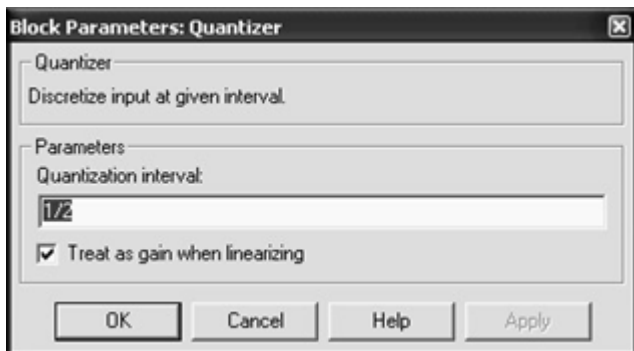 Block Parameters: Quantizer
Quantizer
Discretize input at given interval.
Parameters
Quantization interval:
1/2
Treat as gain when linearizing
OK Cancel Help Apply